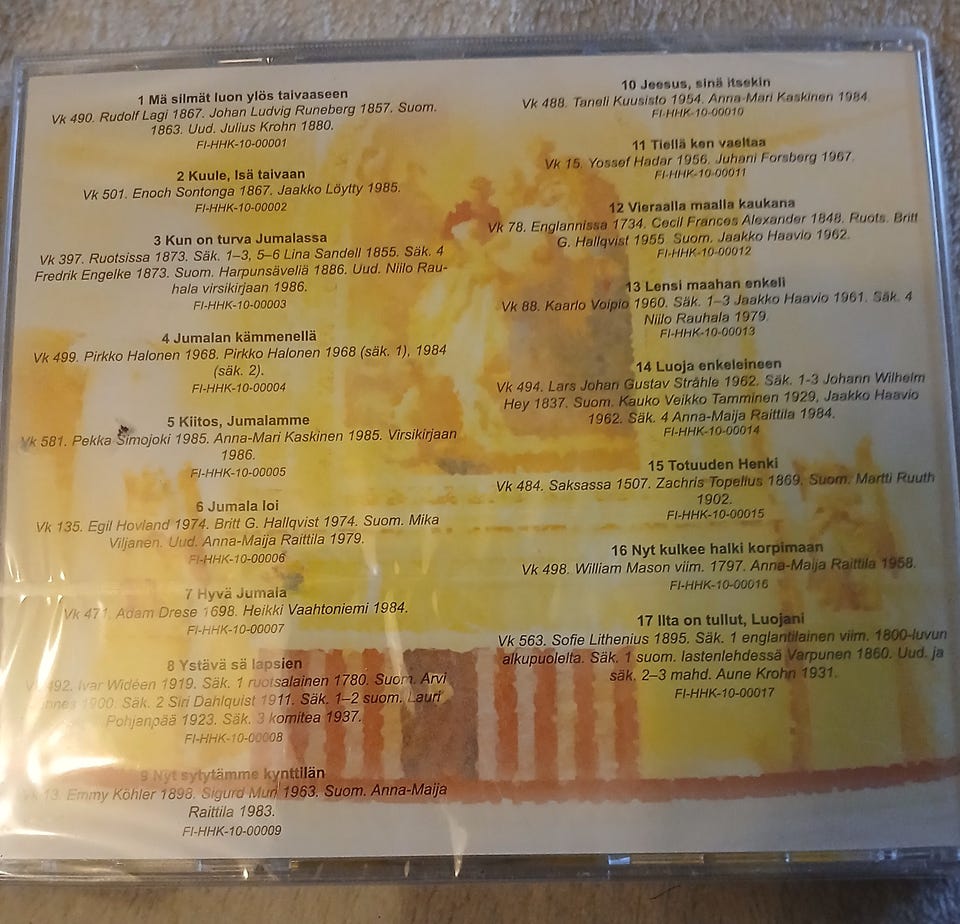 1 Mä silmät luon ylös taivaaseen
Vk 490. Rudolf Lagi 1867. Johan Ludvig Runeberg 1857. Suom.
1863. Uud. Julius Krohn 1880.
FI-HHK-10-00001
2 Kuule, Isä taivaan
Vk 501. Enoch Sontonga 1867. Jaakko Löytty 1985.
FI-HHK-10-00002
3 Kun on turva Jumalassa
Vk 397. Ruotsissa 1873. Säk. 1–3, 5–6 Lina Sandell 1855. Säk. 4
Fredrik Engelke 1873. Suom. Harpunsäveliä 1886. Uud. Niilo Rau-
hala virsikirjaan 1986.
FI-HHK-10-00003
4 Jumalan kämmenellä
Vk 499. Pirkko Halonen 1968. Pirkko Halonen 1968 (säk. 1), 1984
(säk. 2).
FI-HHK-10-00004
5 Kiitos, Jumalamme
Vk 581. Pekka Simojoki 1985. Anna-Mari Kaskinen 1985. Virsikirjaan
1986.
FI-HHK-10-00005
6 Jumala loi
Vk 135. Egil Hovland 1974. Britt G. Hallqvist 1974. Suom. Mika
Viljanen. Uud. Anna-Maija Raittila 1979.
FI-HHK-10-00006
7 Hyvä Jumala
Vk 471. Adam Drese 1698. Heikki Vaahtoniemi 1984.
FI-HHK-10-00007
8 Ystävä sä lapsien
492. Ivar Widéen 1919. Säk. 1 ruotsalainen 1780. Suom. Arvi
1900. Säk. 2 Siri Dahlquist 1911. Säk. 1–2 suom. Lauri
Pohjanpää 1923. Säk. 3 komitea 1937.
FI-HHK-10-00008
9 Nyt sytytämme kynttilän
13. Emmy Köhler 1898. Sigurd Muri 1963. Suom. Anna-Maija
Raittila 1983.
FI-HHK-10-00009
10 Jeesus, sinä itsekin
Vk 488. Taneli Kuusisto 1954. Anna-Mari Kaskinen 1984.
FI-HHK-10-00010
11 Tiellä ken vaeltaa
Vk 15. Yossef Hadar 1956. Juhani Forsberg 1967.
FI-HHK-10-00011
12 Vieraalla maalla kaukana
Vk 78. Englannissa 1734. Cecil Frances Alexander 1848. Ruots. Britt
G. Hallqvist 1955. Suom. Jaakko Haavio 1962.
FI-HHK-10-00012
13 Lensi maahan enkeli
Vk 88. Kaarlo Voipio 1960. Säk. 1–3 Jaakko Haavio 1961. Säk. 4
Niilo Rauhala 1979.
FI-HHK-10-00013
14 Luoja enkeleineen
Vk 494. Lars Johan Gustav Stråhle 1962. Säk. 1-3 Johann Wilhelm
Hey 1837. Suom. Kauko Veikko Tamminen 1929, Jaakko Haavio
1962. Säk. 4 Anna-Maija Raittila 1984.
FI-HHK-10-00014
15 Totuuden Henki
Vk 484. Saksassa 1507. Zachris Topelius 1869. Suom. Martti Ruuth
1902.
FI-HHK-10-00015
16 Nyt kulkee halki korpimaan
Vk 498. William Mason viim. 1797. Anna-Maija Raittila 1958.
FI-HHK-10-00016
17 Ilta on tullut, Luojani
Vk 563. Sofie Lithenius 1895. Säk. 1 englantilainen viim. 1800-luvun
alkupuolelta. Säk. 1 suom. lastenlehdessä Varpunen 1860. Uud. ja
säk. 2–3 mahd. Aune Krohn 1931.
FI-HHK-10-00017